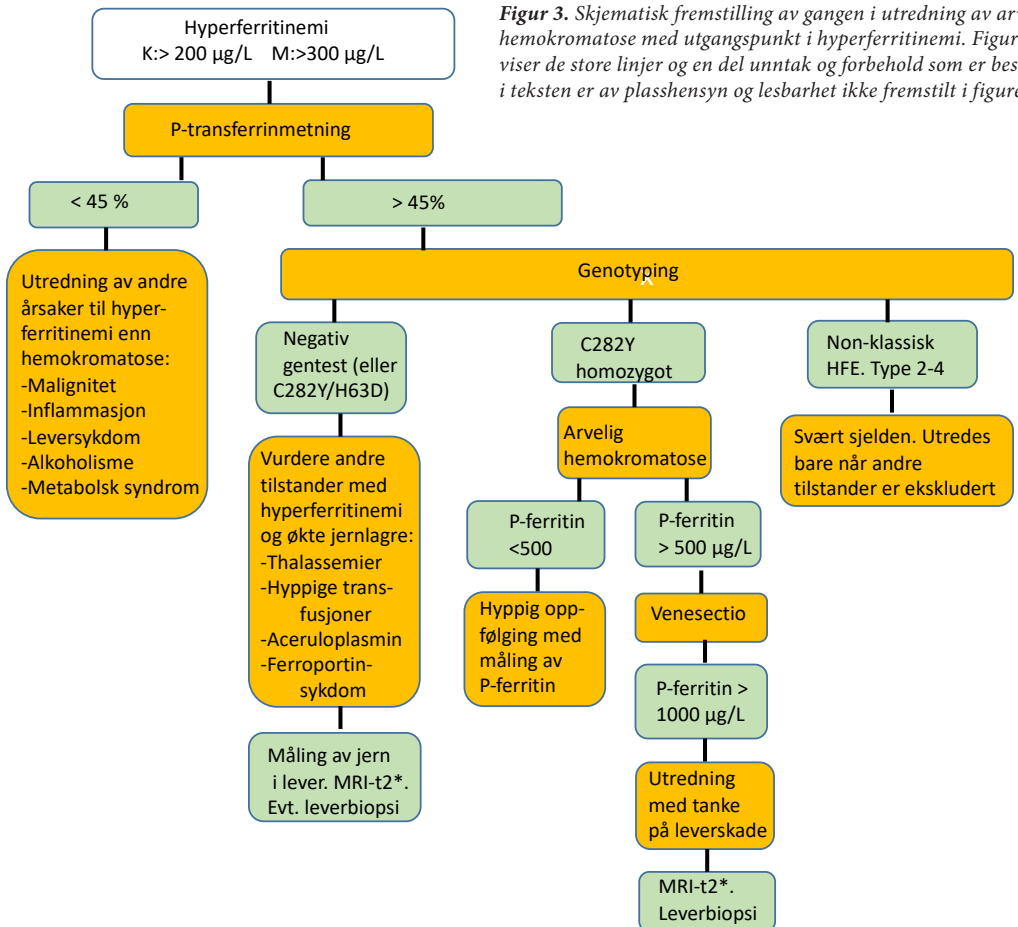 Hyperferritinemi
K:> 200 µg/L M:>300 µg/L
Figur 3. Skjematisk fremstilling av gangen i utredning av ar
hemokromatose med utgangspunkt i hyperferritinemi. Figur
viser de store linjer og en del unntak og forbehold som er bes
i teksten er av plasshensyn og lesbarhet ikke fremstilt i figure
P-transferrinmetning
< 45 %
> 45%
Utredning av andre
årsaker til hyper-
ferritinemi enn
hemokromatose:
-Malignitet
-Inflammasjon
-Leversykdom
-Alkoholisme
-Metabolsk syndrom
Genotyping
x
Negativ
gentest (eller
C282Y/H63D)
Vurdere andre
tilstander med
hyperferritinemi
og økte jernlagre:
-Thalassemier
-Hyppige trans-
fusjoner
-Aceruloplasmin
-Ferroportin-
sykdom
Måling av jern
i lever. MRI-t2*.
Evt. leverbiopsi
C282Y
homozygot
Arvelig
hemokromatose
P-ferritin
<500
Hyppig opp-
følging med
måling av
P-ferritin
P-ferritin
> 500 µg/L
Venesectio
P-ferritin >
1000 µg/L
Utredning
med tanke
på leverskade
MRI-t2*.
Leverbiopsi
Non-klassisk
HFE. Type 2-4
Svært sjelden. Utredes
bare når andre
tilstander er ekskludert